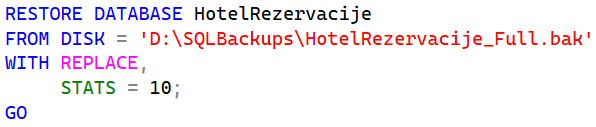 RESTORE DATABASE HotelRezervacije
FROM DISK = 'D:\SQLBackups\HotelRezervacije_Full.bak'
WITH REPLACE,
     STATS = 10;
GO